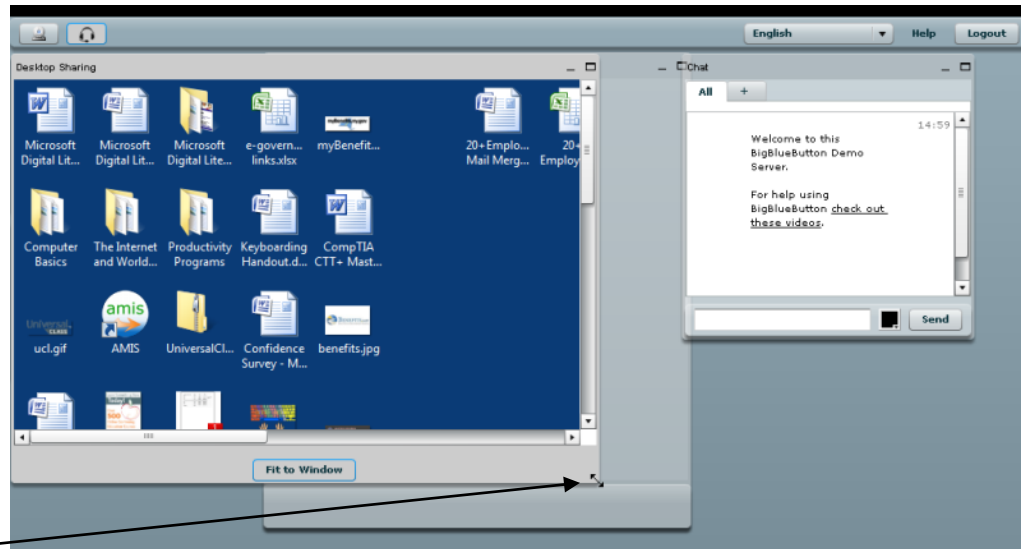 English Help Logout
Desktop Sharing
Chat
All +
14:59
Welcome to this
BigBlueButton Demo
Server.
For help using
BigBlueButton check out
these videos.
Send
Microsoft
Digital Lit...
Microsoft
Digital Lit...
Microsoft
Digital Lite...
e-govern...
links.xlsx
myBenefit...
20+Emplo...
Mail Merg...
20+
Employ
Computer
Basics
The Internet
and World...
Productivity
Programs
Keyboarding
Handout.d...
CompTIA
CTT+ Mast...
amis
ucl.gif
AMIS
UniversalCl...
Confidence
Survey - M...
benefits.jpg
Fit to Window